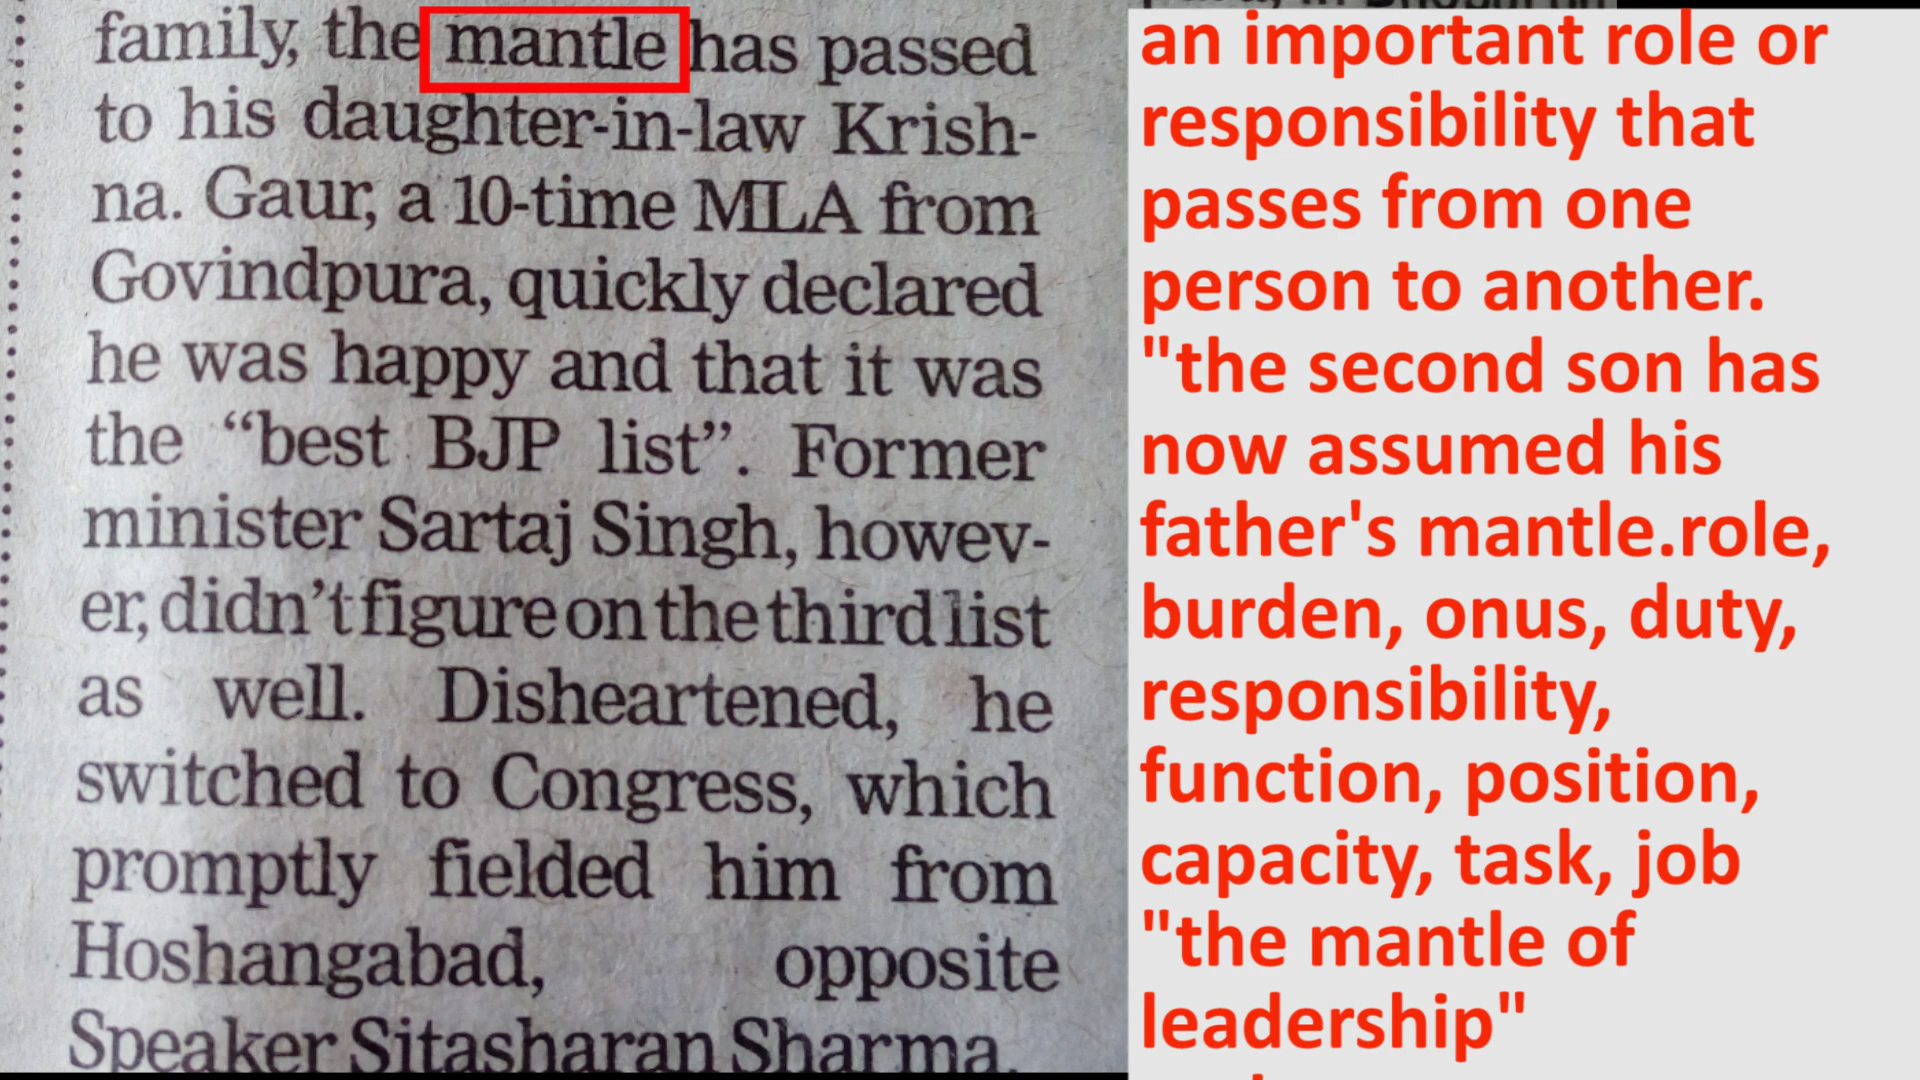 family, the mantle has passed
to his daughter-in-law Krish-
na. Gaur, a 10-time MLA from
Govindpura, quickly declared
he was happy and that it was
the “best BJP list”. Former
minister Sartaj Singh, howev-
er, didn’t figure on the third list
as well. Disheartened, he
switched to Congress, which
promptly fielded him from
Hoshangabad, opposite
Speaker Sitasharan Sharma.
an important role or
responsibility that
passes from one
person to another.
"the second son has
now assumed his
father's mantle.role,
burden, onus, duty,
responsibility,
function, position,
capacity, task, job
"the mantle of
leadership"